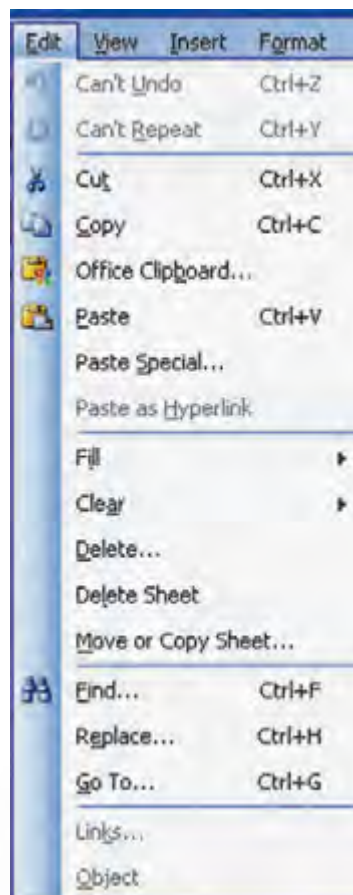 Edit View Insert Format
Can't Undo Ctrl+Z
Can't Repeat Ctrl+Y
Cut Ctrl+X
Copy Ctrl+C
Office Clipboard...
Paste Ctrl+V
Paste Special...
Paste as Hyperlink
Fill
Clear
Delete...
Delete Sheet
Move or Copy Sheet...
Find... Ctrl+F
Replace... Ctrl+H
Go To... Ctrl+G
Links...
Object